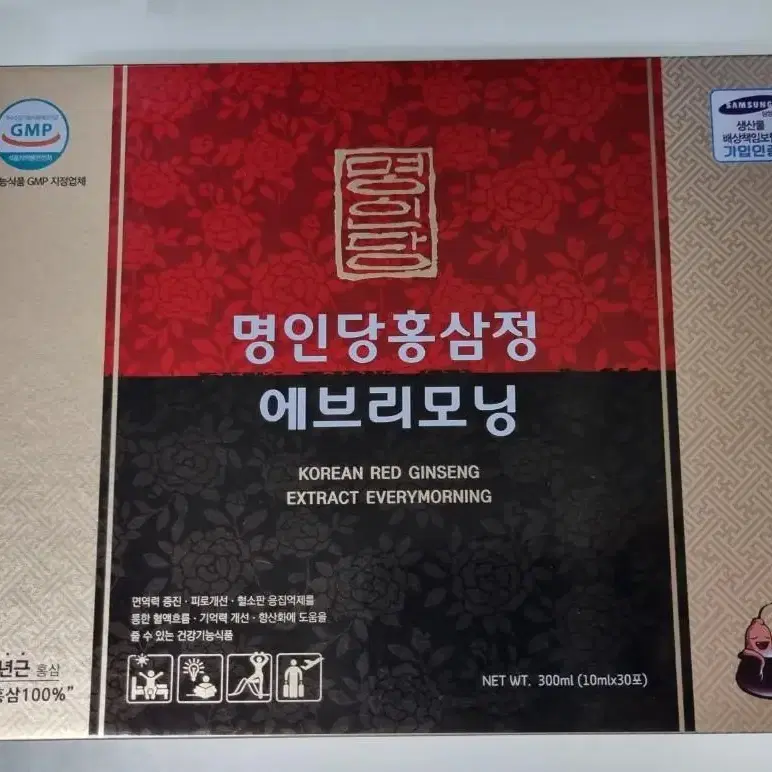 GMP
능식품 GMP 지정업체
SAMSUNG
생산물
배상책임보험
가입인증
명인당
명인당홍삼정
에브리모닝
KOREAN RED GINSENG
EXTRACT EVERYMORNING
면역력 증진 · 피로개선 · 혈소판 응집억제를
통한 혈액흐름 · 기억력 개선 · 항산화에 도움을
줄 수 있는 건강기능식품
년근 홍삼
홍삼100%"
NET WT. 300ml (10mlx30포)